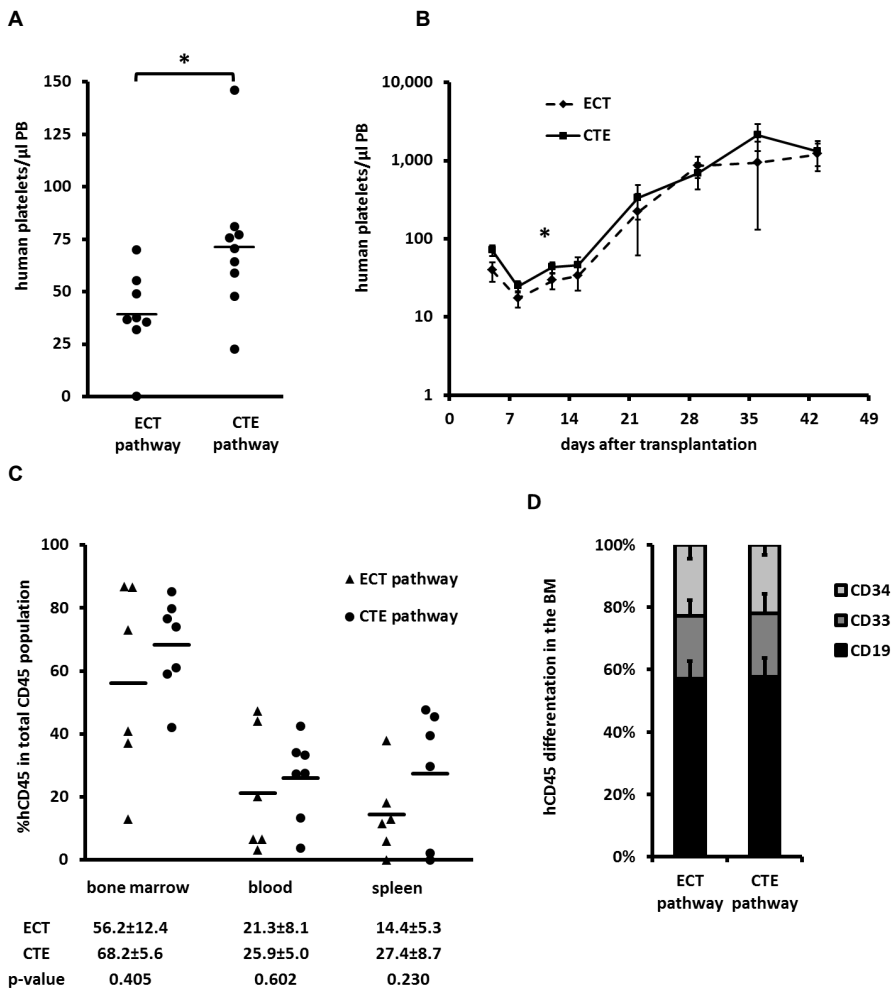 A
*
human platelets/µl PB
150
125
100
75
50
25
0
ECT
pathway
CTE
pathway
B
human platelets/µl PB
10,000
1,000
100
10
1
ECT
CTE
*
0 7 14 21 28 35 42 49
days after transplantation
C
%hCD45 in total CD45 population
100
80
60
40
20
0
ECT pathway
CTE pathway
bone marrow blood spleen
ECT 56.2±12.4 21.3±8.1 14.4±5.3
CTE 68.2±5.6 25.9±5.0 27.4±8.7
p-value 0.405 0.602 0.230
D
hCD45 differentation in the BM
100%
80%
60%
40%
20%
0%
CD34
CD33
CD19
ECT
pathway
CTE
pathway